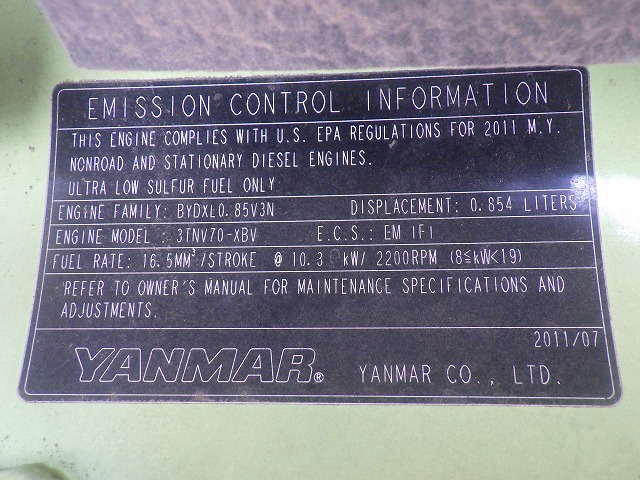 EMISSION CONTROL INFORMATION
THIS ENGINE COMPLIES WITH U.S. EPA REGULATIONS FOR 2011 M.Y.
NONROAD AND STATIONARY DIESEL ENGINES.
ULTRA LOW SULFUR FUEL ONLY
ENGINE FAMILY: BYDXL0.85V3N DISPLACEMENT: 0.854 LITERS
ENGINE MODEL : 3TNV70-XBV E.C.S.: EM IFI
FUEL RATE: 16.5MM³/STROKE @ 10.3 kW/ 2200RPM (8≦kW<19)
REFER TO OWNER'S MANUAL FOR MAINTENANCE SPECIFICATIONS AND
ADJUSTMENTS.
2011/07
YANMAR® YANMAR CO., LTD.